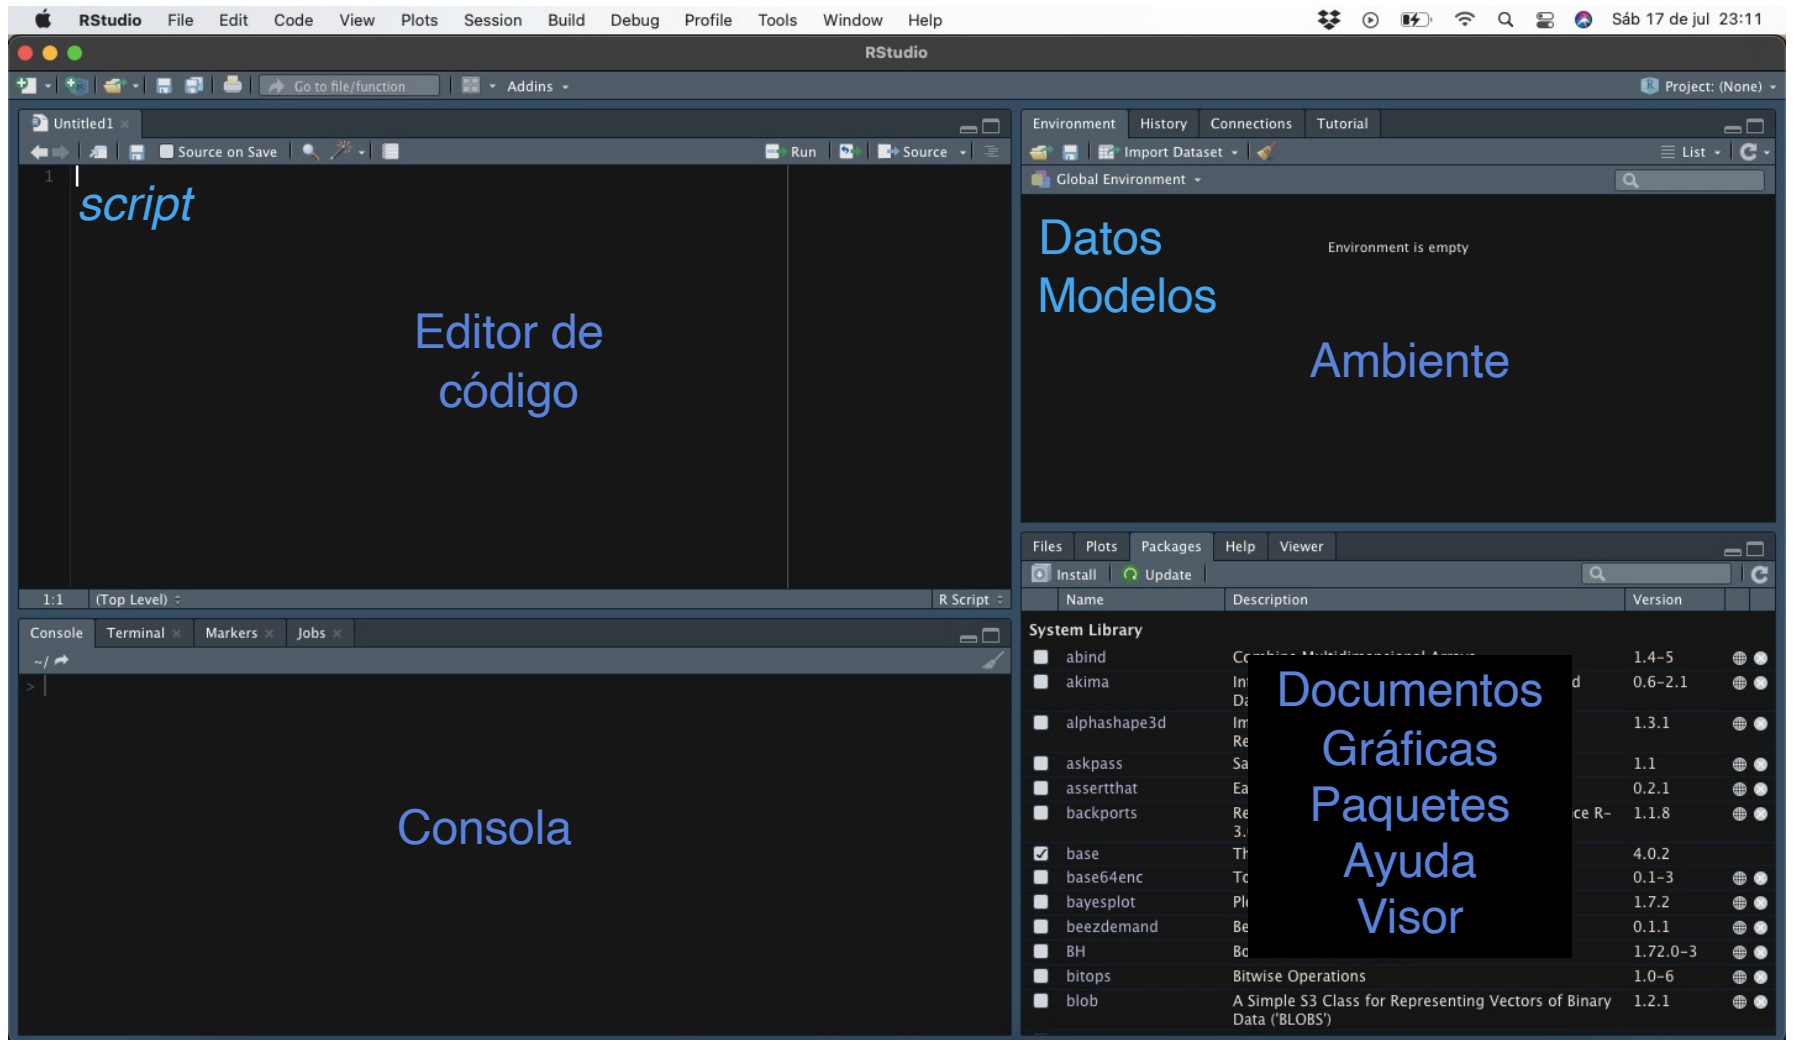 RStudio File Edit Code View Plots Session Build Debug Profile Tools Window Help Sáb 17 de jul 23:11
RStudio
Go to file/function Addins Project: (None)
Untitled1
Source on Save Run Source
1
script
Editor de
código
1:1 (Top Level) R Script
Console Terminal Markers Jobs
~/
>
Consola
Environment History Connections Tutorial
Import Dataset List
Global Environment
Datos
Modelos
Environment is empty
Ambiente
Files Plots Packages Help Viewer
Install Update
Name Description Version
System Library
abind Combine Multidimensional Arrays 1.4-5
akima 0.6-2.1
alphashape3d 1.3.1
askpass 1.1
assertthat 0.2.1
backports R- 1.1.8
base 4.0.2
base64enc 0.1-3
bayesplot 1.7.2
beezdemand 0.1.1
BH 1.72.0-3
bitops Bitwise Operations 1.0-6
blob A Simple S3 Class for Representing Vectors of Binary 1.2.1
Data ('BLOBS')
Documentos
Gráficas
Paquetes
Ayuda
Visor